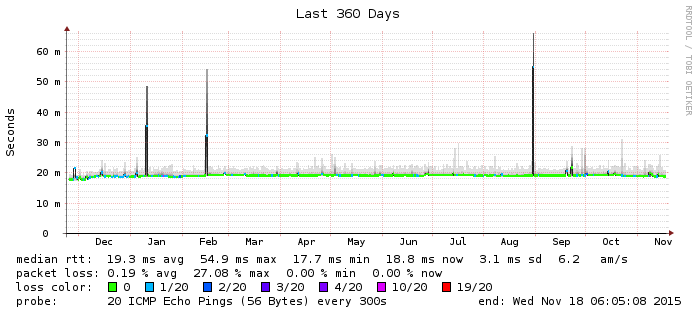 Last 360 Days
RRDTOOL / TOBI OETIKER
Seconds
60 m
50 m
40 m
30 m
20 m
10 m
0
Dec Jan Feb Mar Apr May Jun Jul Aug Sep Oct Nov
median rtt: 19.3 ms avg 54.9 ms max 17.7 ms min 18.8 ms now 3.1 ms sd 6.2 am/s
packet loss: 0.19 % avg 27.08 % max 0.00 % min 0.00 % now
loss color: 0 1/20 2/20 3/20 4/20 10/20 19/20
probe: 20 ICMP Echo Pings (56 Bytes) every 300s end: Wed Nov 18 06:05:08 2015